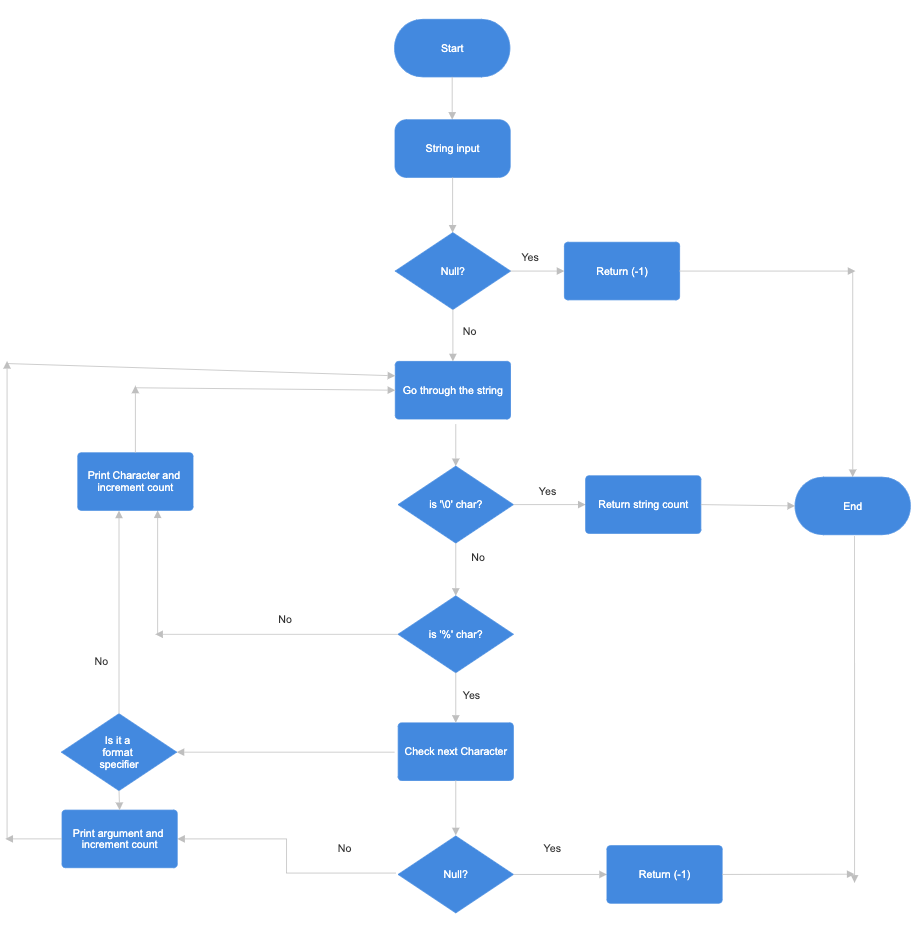 Start
String input
Null?
Yes
Return (-1)
No
Go through the string
Print Character and
increment count
is '\0' char?
Yes
Return string count
End
No
is '%' char?
No
No
Yes
Is it a
format
specifier
Check next Character
Print argument and
increment count
No
Null?
Yes
Return (-1)